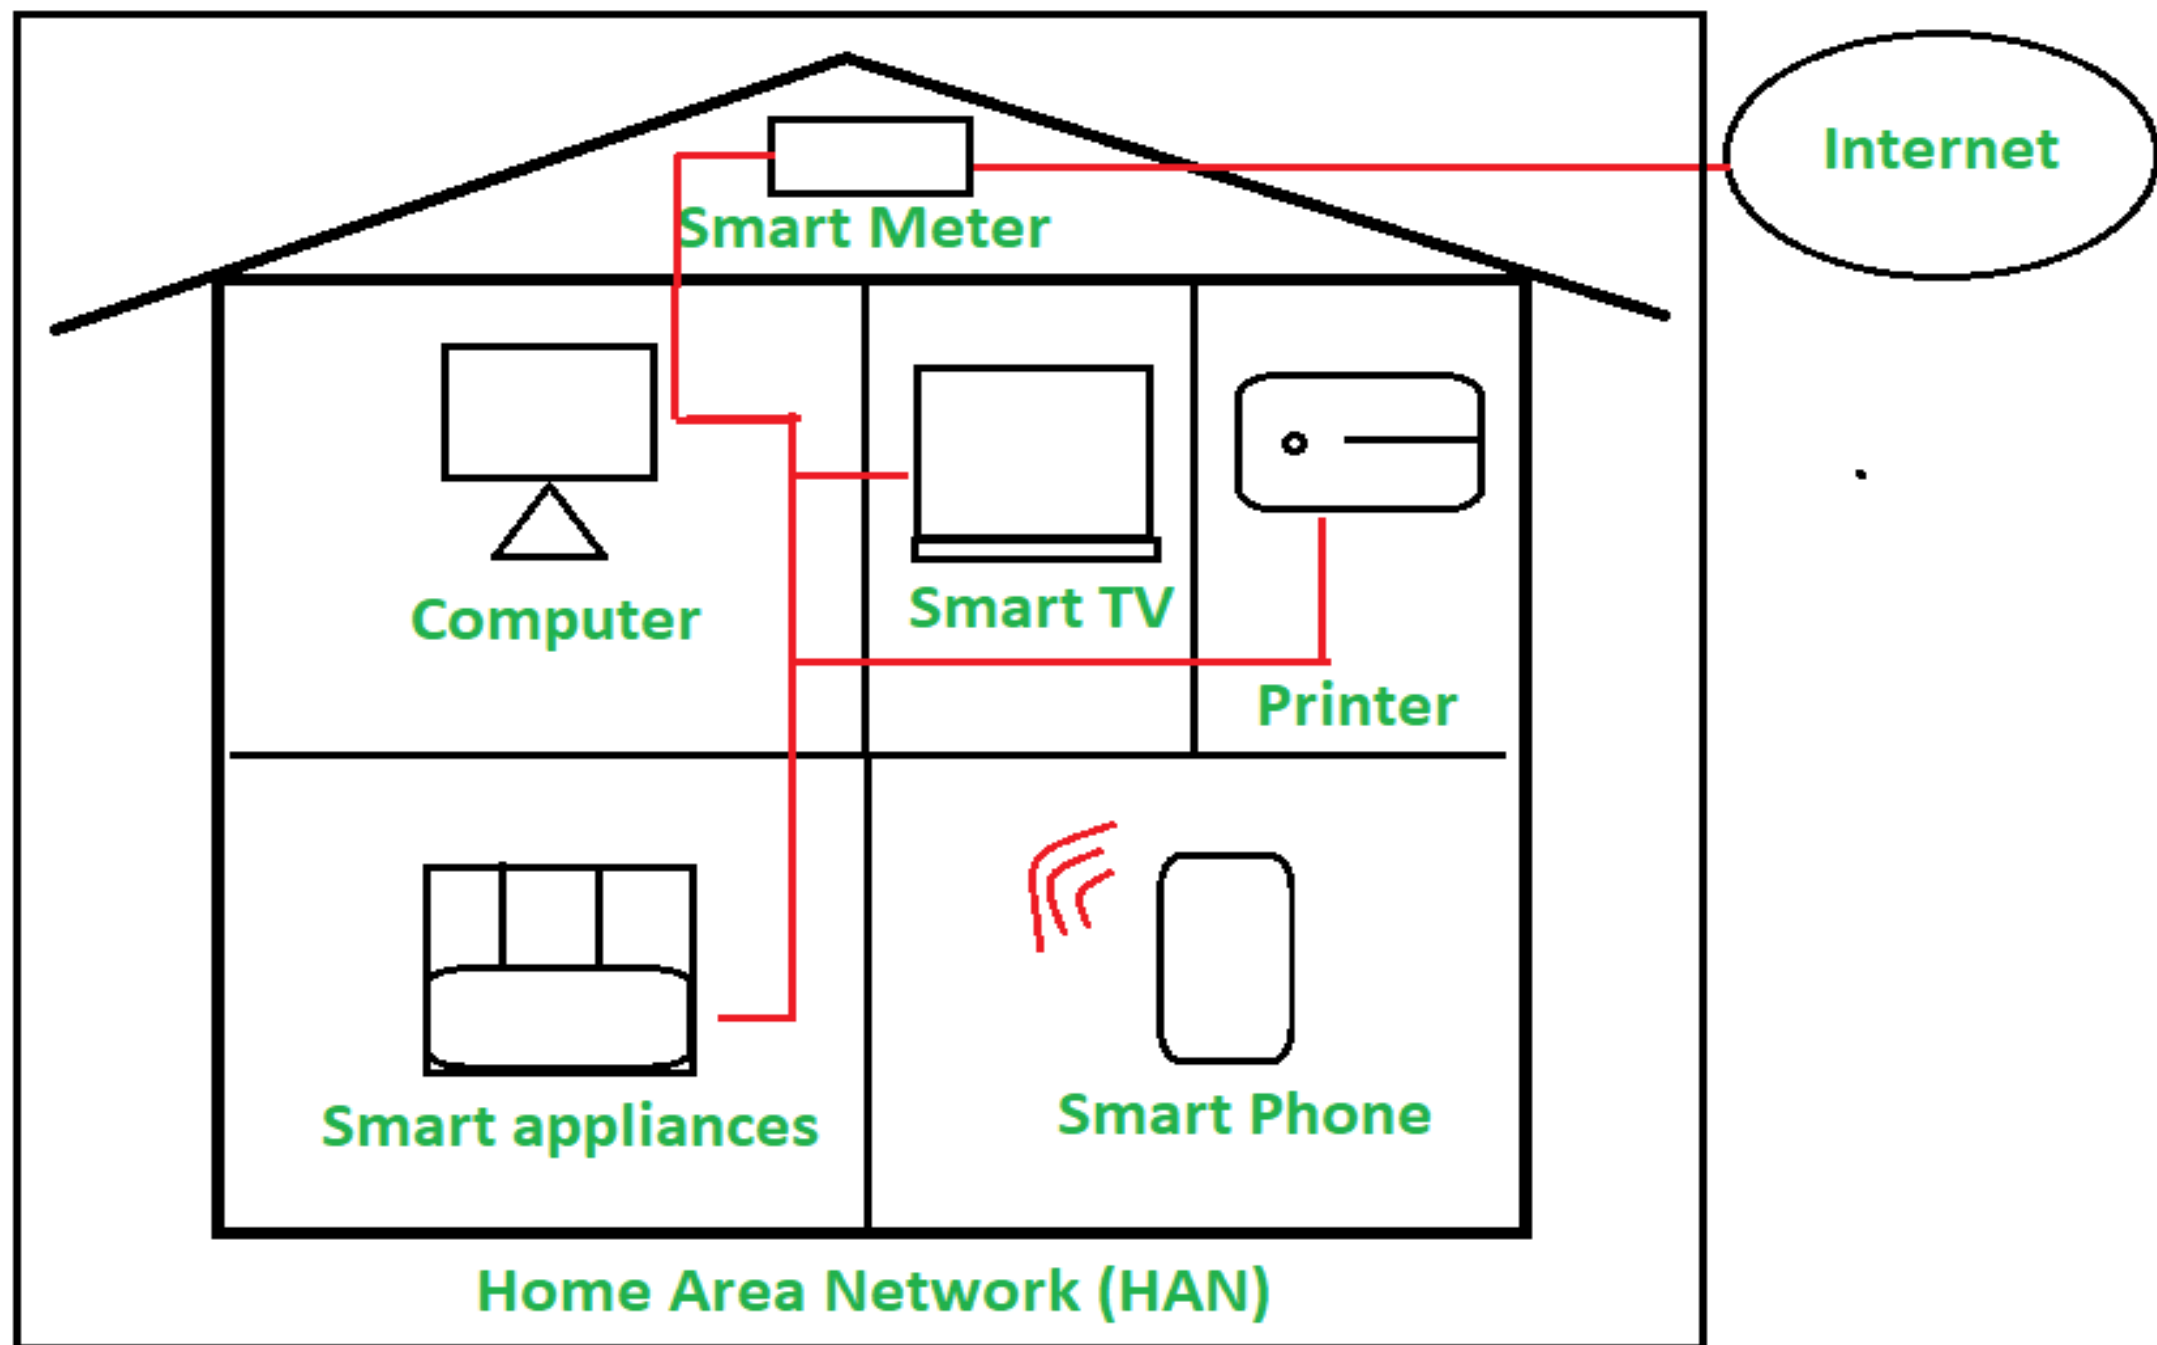 Internet
Smart Meter
Computer
Smart TV
Printer
Smart appliances
Smart Phone
Home Area Network (HAN)